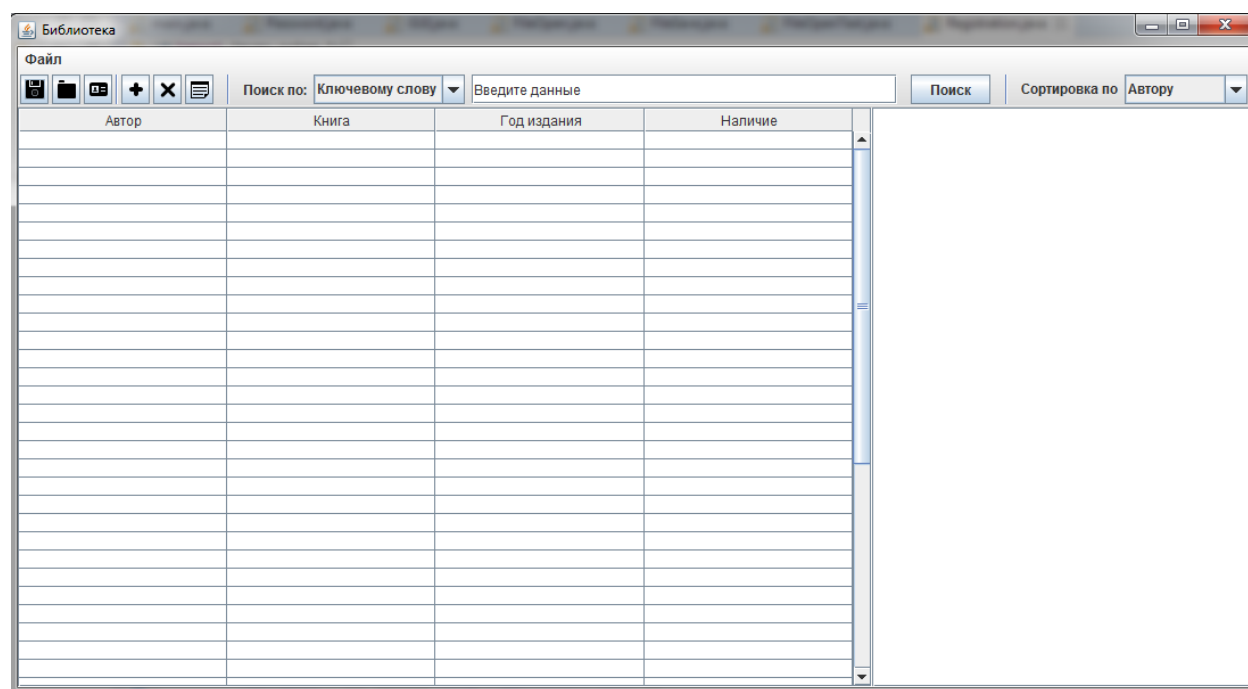 Библиотека
Файл
Поиск по: Ключевому слову Введите данные Поиск Сортировка по Автору
Автор Книга Год издания Наличие